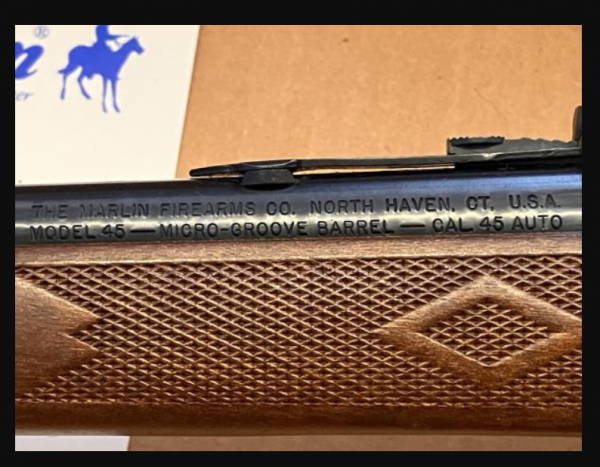 ®
THE MARLIN FIREARMS CO. NORTH HAVEN, CT. U.S.A.
MODEL 45 — MICRO-GROOVE BARREL — CAL. 45 AUTO